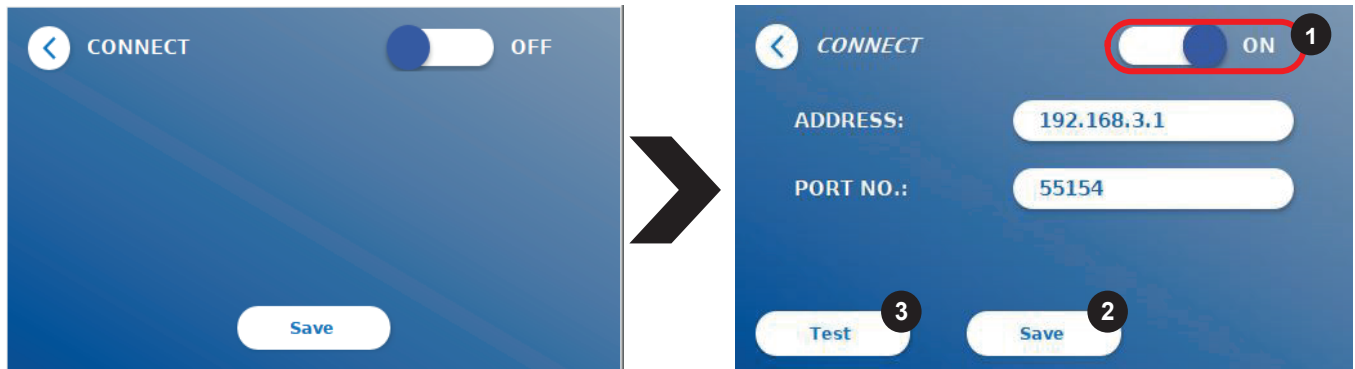 CONNECT OFF
Save
CONNECT ON 1
ADDRESS: 192.168.3.1
PORT NO.: 55154
Test 3 Save 2